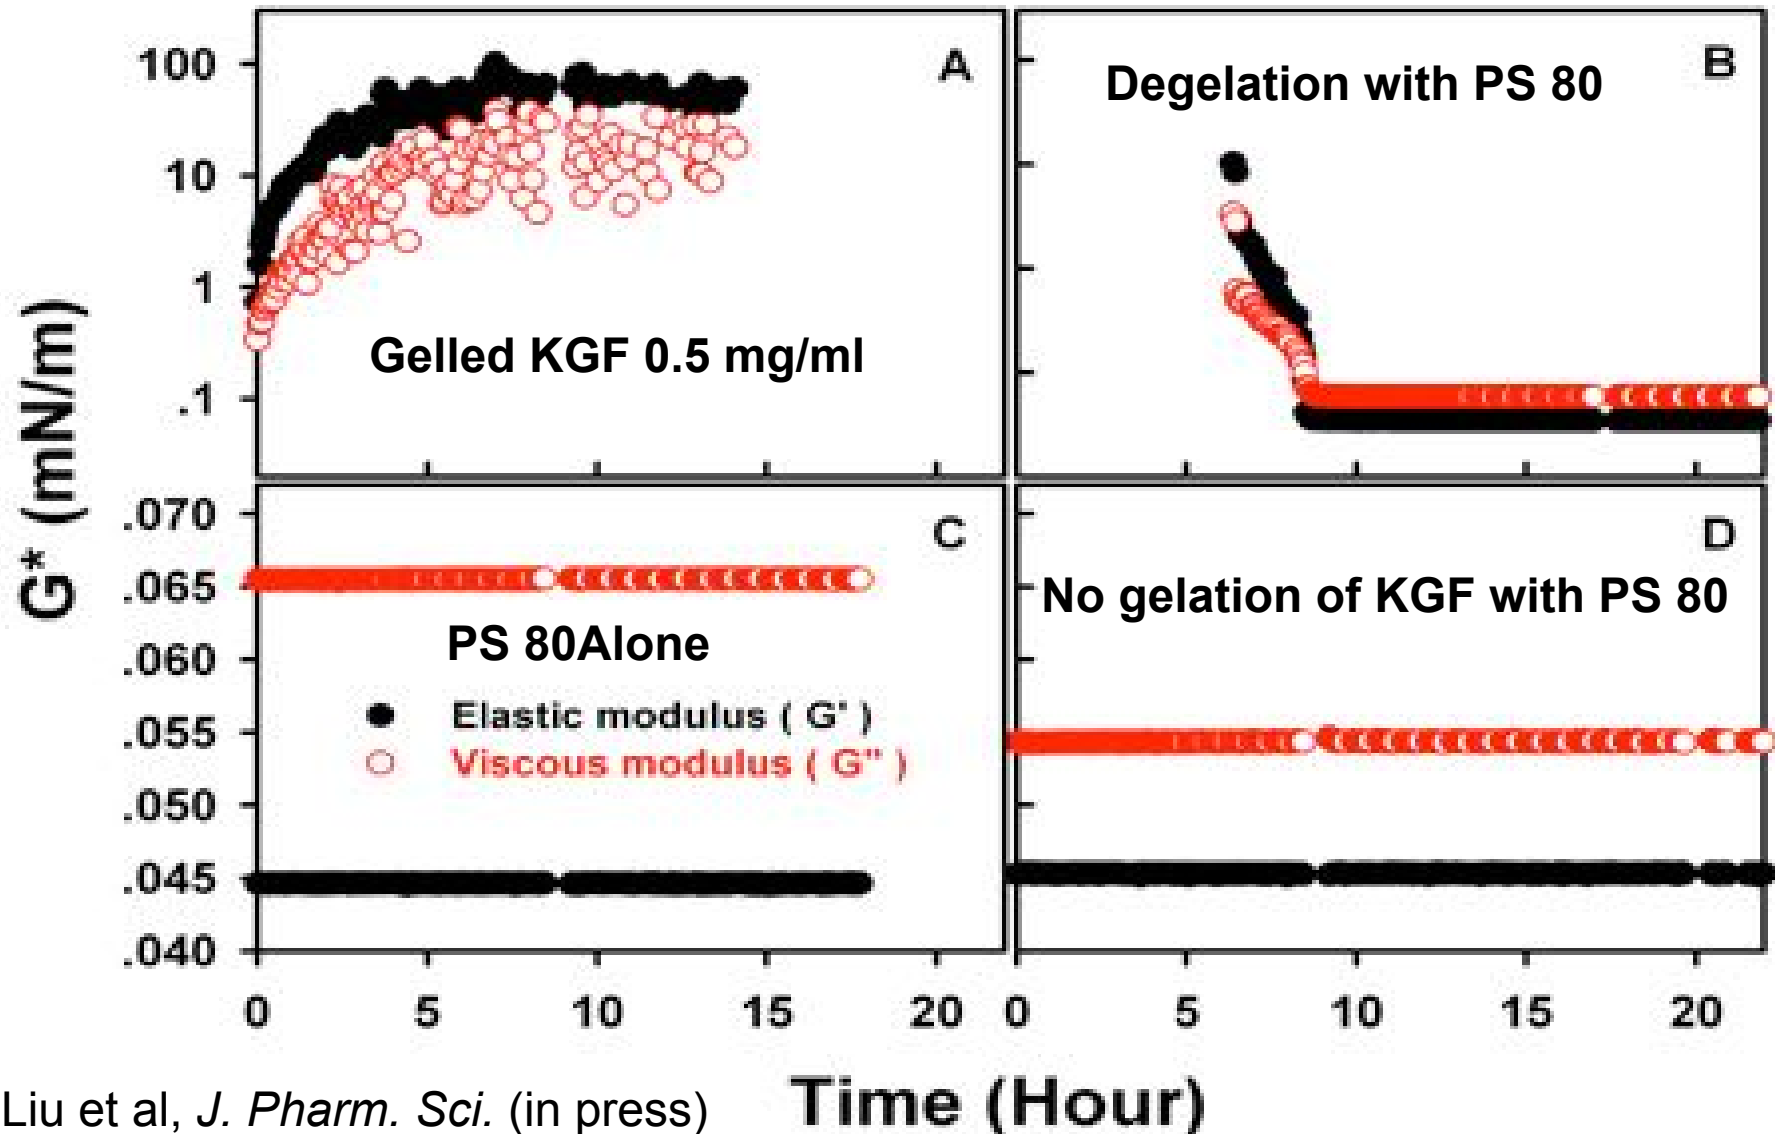 100
10
1
.1
A
Gelled KGF 0.5 mg/ml
B
Degelation with PS 80
G* (mN/m)
.070
.065
.060
.055
.050
.045
.040
C
PS 80Alone
Elastic modulus ( G' )
Viscous modulus ( G" )
D
No gelation of KGF with PS 80
0 5 10 15 20 0 5 10 15 20
Time (Hour)
Liu et al, J. Pharm. Sci. (in press)